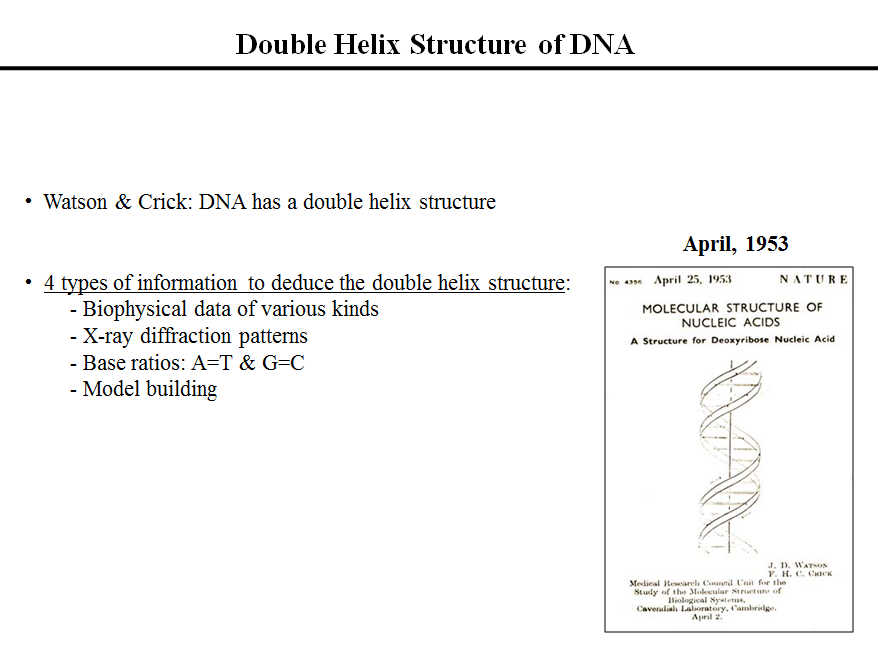 Double Helix Structure of DNA
• Watson & Crick: DNA has a double helix structure
• 4 types of information to deduce the double helix structure:
- Biophysical data of various kinds
- X-ray diffraction patterns
- Base ratios: A=T & G=C
- Model building
April, 1953
No 4356 April 25, 1953 NATURE
MOLECULAR STRUCTURE OF
NUCLEIC ACIDS
A Structure for Deoxyribose Nucleic Acid
J. D. WATSON
F. H. C. CRICK
Medical Research Council Unit for the
Study of the Molecular Structure of
Biological Systems,
Cavendish Laboratory, Cambridge.
April 2.